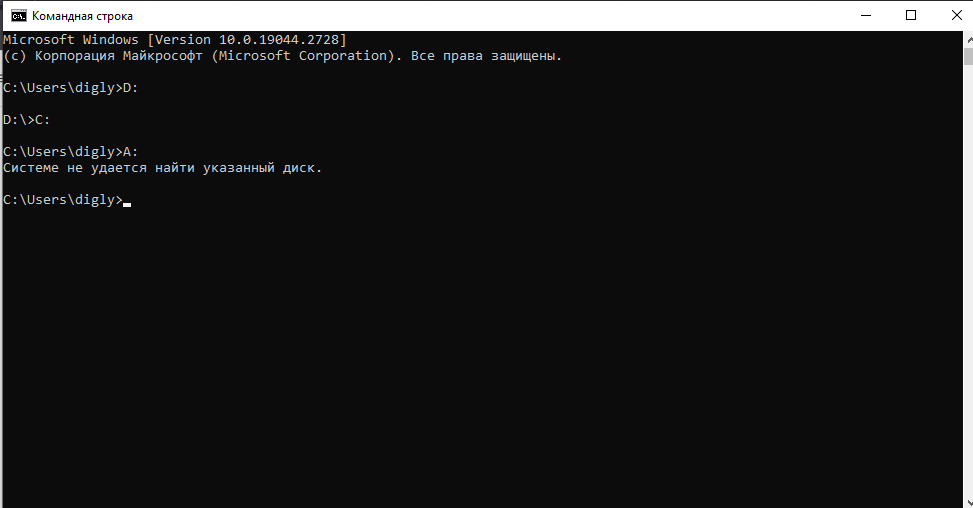 Командная строка
Microsoft Windows [Version 10.0.19044.2728]
(c) Корпорация Майкрософт (Microsoft Corporation). Все права защищены.
C:\Users\digly>D:
D:\>C:
C:\Users\digly>A:
Системе не удается найти указанный диск.
C:\Users\digly>